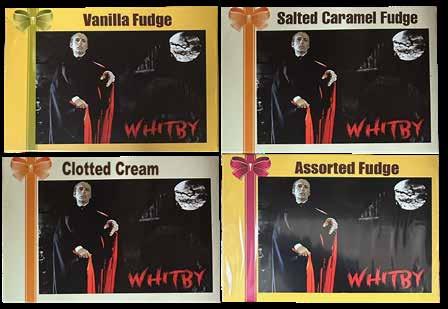 Vanilla Fudge
WHITBY
Salted Caramel Fudge
WHITBY
Clotted Cream
WHITBY
Assorted Fudge
WHITBY